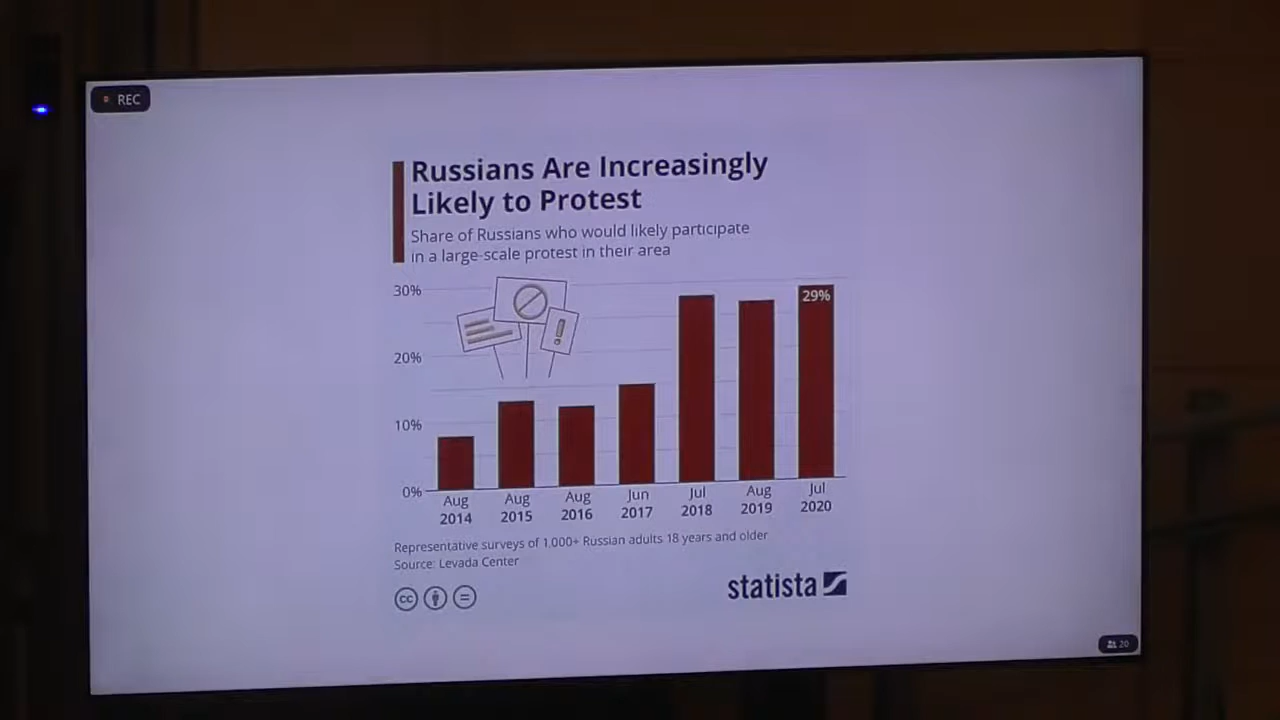 REC
Russians Are Increasingly
Likely to Protest
Share of Russians who would likely participate
in a large-scale protest in their area
30%
20%
10%
0%
!
29%
Aug
2014
Aug
2015
Aug
2016
Jun
2017
Jul
2018
Aug
2019
Jul
2020
Representative surveys of 1,000+ Russian adults 18 years and older
Source: Levada Center
cc
=
statista
20